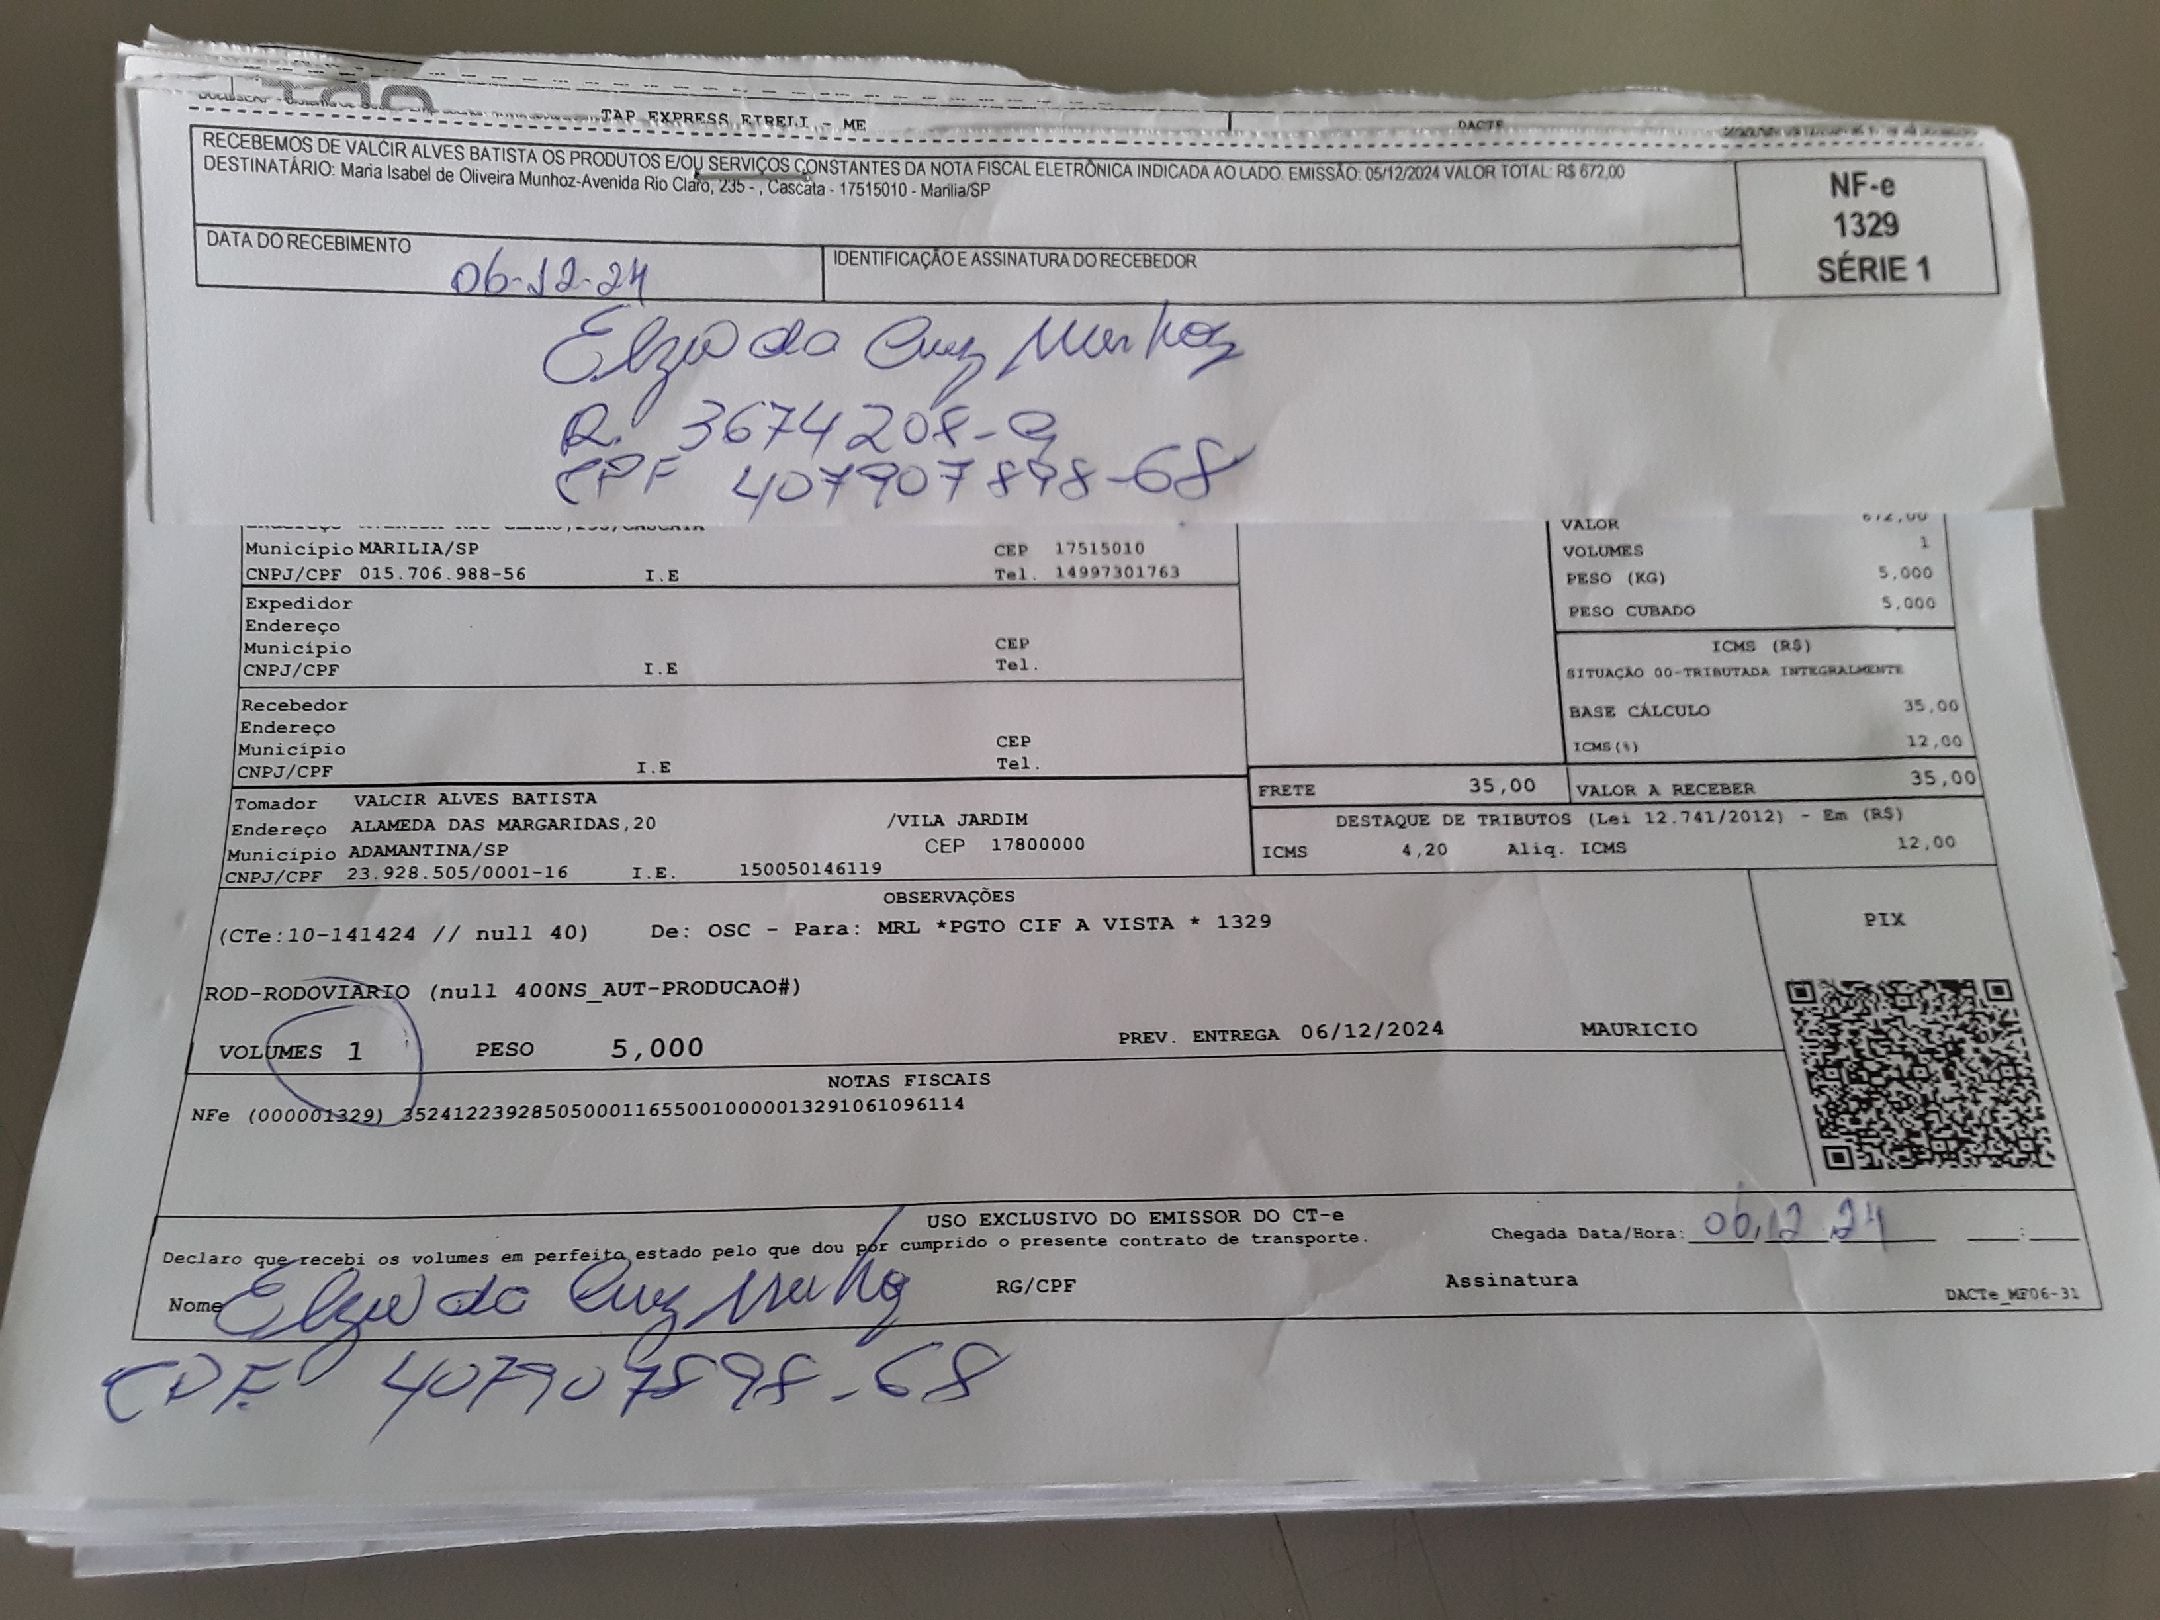 TAP EXPRESS EIRELI - ME
DACTE
RECEBEMOS DE VALCIR ALVES BATISTA OS PRODUTOS E/OU SERVIÇOS CONSTANTES DA NOTA FISCAL ELETRÔNICA INDICADA AO LADO. EMISSÃO: 05/12/2024 VALOR TOTAL: R$ 672,00
DESTINATÁRIO: Maria Isabel de Oliveira Munhoz-Avenida Rio Claro, 235 - , Cascata - 17515010 - Marilia/SP
NF-e
1329
SÉRIE 1
DATA DO RECEBIMENTO
06-12-24
IDENTIFICAÇÃO E ASSINATURA DO RECEBEDOR
Elzio da Cruz Munhoz
R. 3674208-9
CPF 407907898-68
Município MARILIA/SP CEP 17515010
CNPJ/CPF 015.706.988-56 I.E Tel. 14997301763
VALOR 672,00
VOLUMES 1
PESO (KG) 5,000
PESO CUBADO 5,000
Expedidor
Endereço
Município CEP
CNPJ/CPF I.E Tel.
ICMS (R$)
SITUAÇÃO 00-TRIBUTADA INTEGRALMENTE
BASE CÁLCULO 35,00
ICMS(%) 12,00
Recebedor
Endereço
Município CEP
CNPJ/CPF I.E Tel.
FRETE 35,00 VALOR A RECEBER 35,00
Tomador VALCIR ALVES BATISTA
Endereço ALAMEDA DAS MARGARIDAS,20 /VILA JARDIM
Município ADAMANTINA/SP CEP 17800000
CNPJ/CPF 23.928.505/0001-16 I.E. 150050146119
DESTAQUE DE TRIBUTOS (Lei 12.741/2012) - Em (R$)
ICMS 4,20 Aliq. ICMS 12,00
OBSERVAÇÕES
(CTe:10-141424 // null 40) De: OSC - Para: MRL *PGTO CIF A VISTA * 1329
PIX
ROD-RODOVIÁRIO (null 400NS_AUT-PRODUCAO#)
VOLUMES 1 PESO 5,000 PREV. ENTREGA 06/12/2024 MAURICIO
NOTAS FISCAIS
NFe (000001329) 35241223928505000116550010000013291061096114
USO EXCLUSIVO DO EMISSOR DO CT-e
Declaro que recebi os volumes em perfeito estado pelo que dou por cumprido o presente contrato de transporte.
Chegada Data/Hora: 06.12.24 __:__
Nome Elzio da Cruz Munhoz RG/CPF Assinatura
DACTe_MF06-31
CPF. 407907898-68